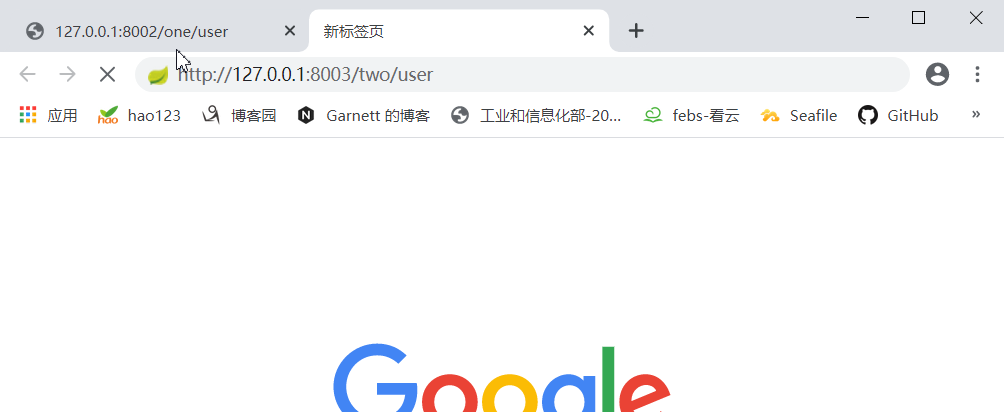 127.0.0.1:8002/one/user 新标签页
http://127.0.0.1:8003/two/user
应用 hao hao123 博客园 N Garnett 的博客 工业和信息化部-20... febs-看云 Seafile GitHub »
Google